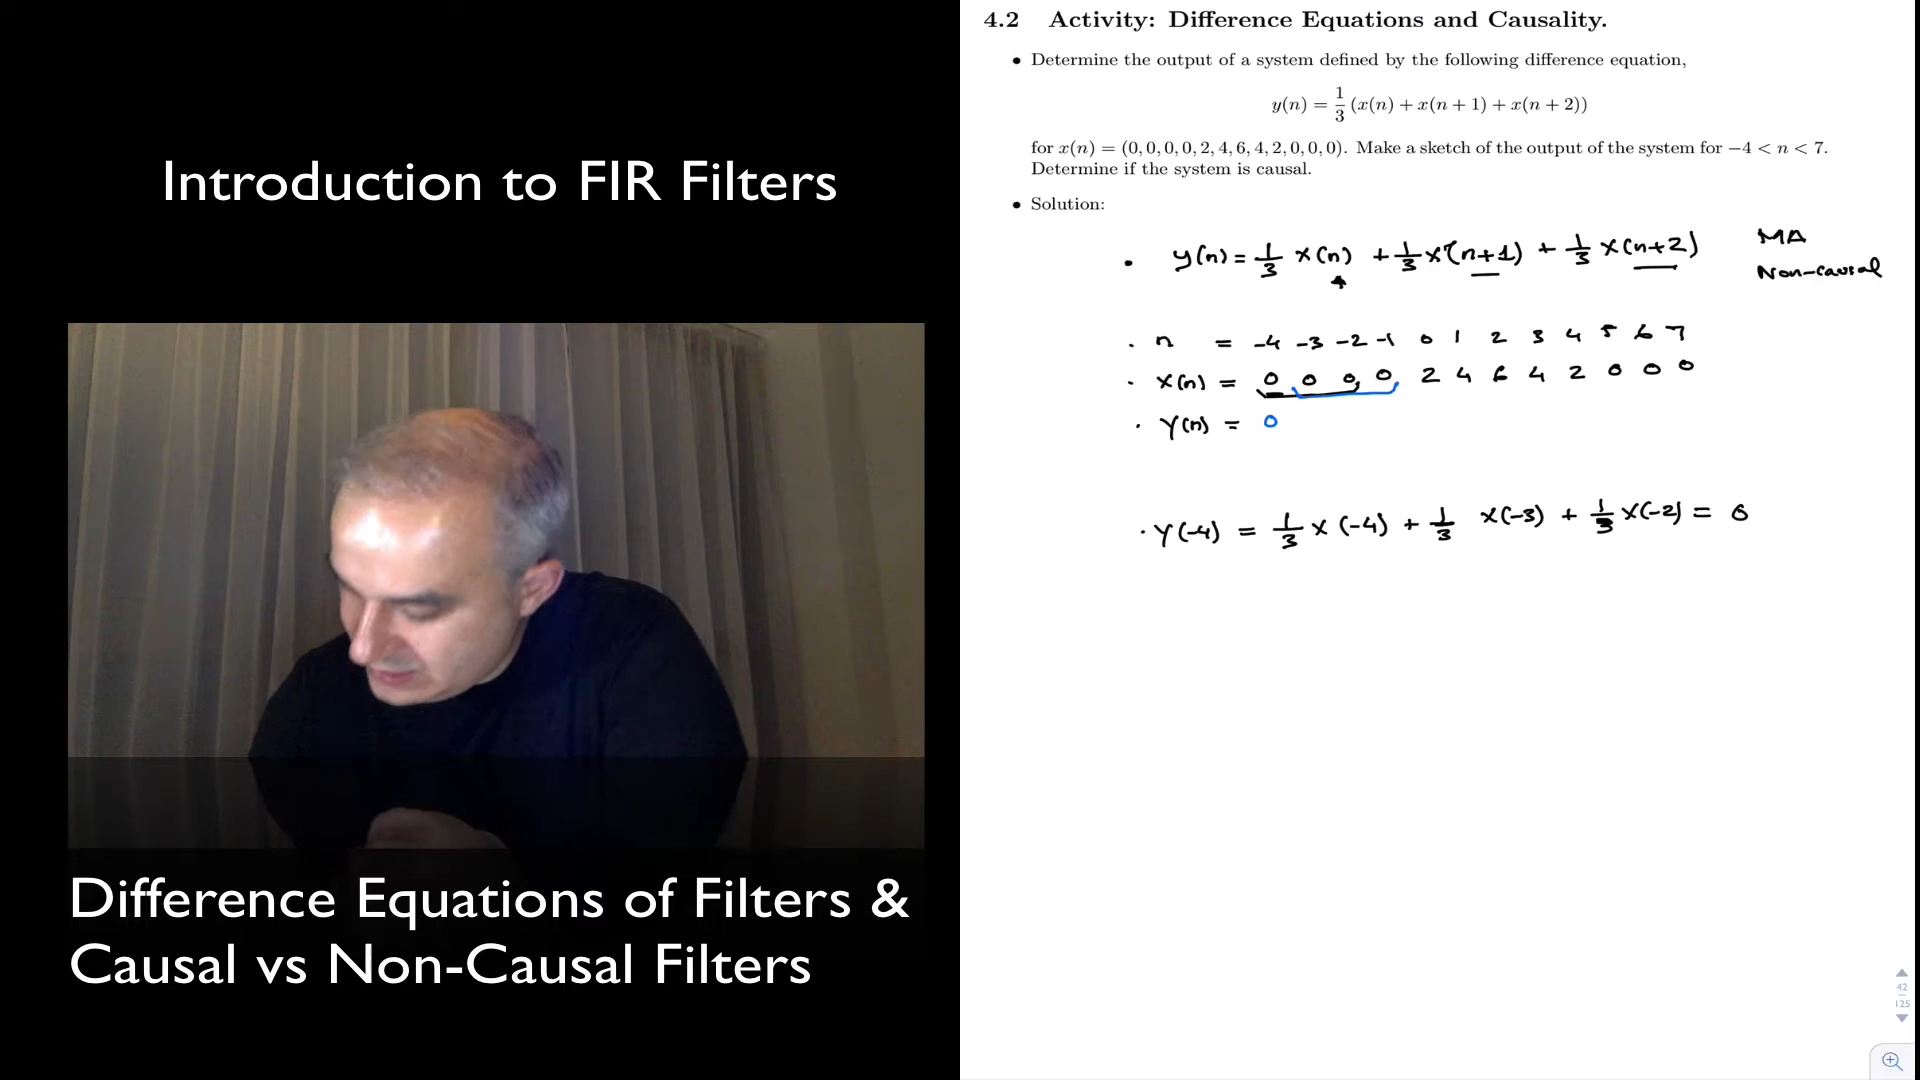 Introduction to FIR Filters
Difference Equations of Filters &
Causal vs Non-Causal Filters
4.2 Activity: Difference Equations and Causality.
• Determine the output of a system defined by the following difference equation,
y(n) = 1/3 (x(n) + x(n + 1) + x(n + 2))
for x(n) = (0, 0, 0, 0, 2, 4, 6, 4, 2, 0, 0, 0). Make a sketch of the output of the system for −4 < n < 7.
Determine if the system is causal.
• Solution:
• y(n) = 1/3 x(n) + 1/3 x(n+1) + 1/3 x(n+2) MA
Non-causal
• n = -4 -3 -2 -1 0 1 2 3 4 5 6 7
• x(n) = 0 0 0, 0, 2 4 6 4 2 0 0 0
• Y(n) = 0
• Y(-4) = 1/3 x(-4) + 1/3 x(-3) + 1/3 x(-2) = 0
42
125